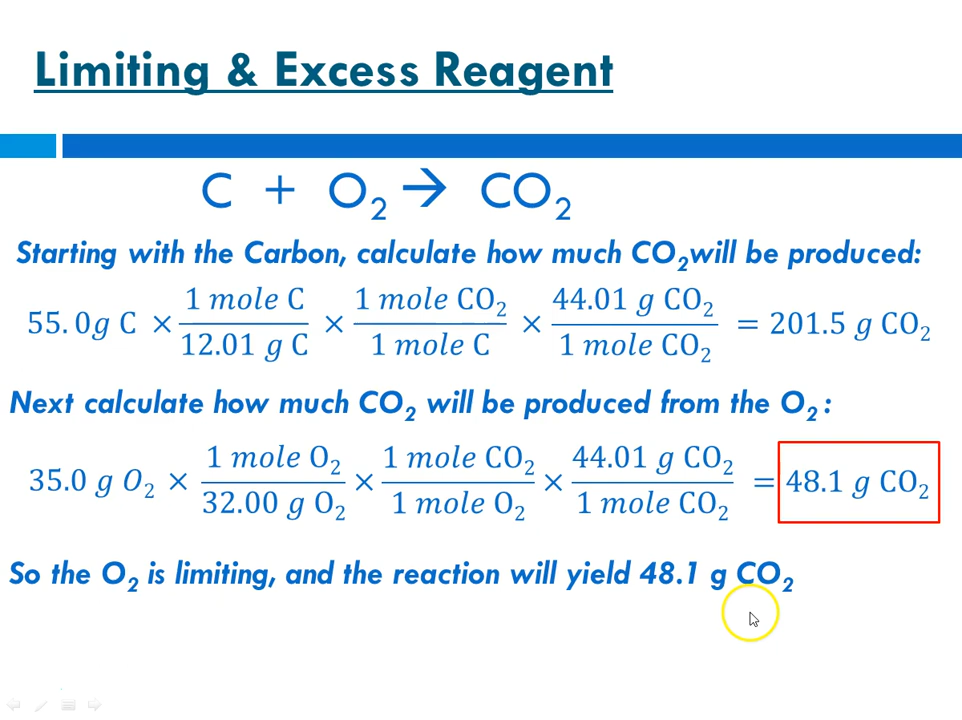 Limiting & Excess Reagent
C + O₂ → CO₂
Starting with the Carbon, calculate how much CO₂will be produced:
55.0g C × (1 mole C)/(12.01 g C) × (1 mole CO₂)/(1 mole C) × (44.01 g CO₂)/(1 mole CO₂) = 201.5 g CO₂
Next calculate how much CO₂ will be produced from the O₂ :
35.0 g O₂ × (1 mole O₂)/(32.00 g O₂) × (1 mole CO₂)/(1 mole O₂) × (44.01 g CO₂)/(1 mole CO₂) = 48.1 g CO₂
So the O₂ is limiting, and the reaction will yield 48.1 g CO₂